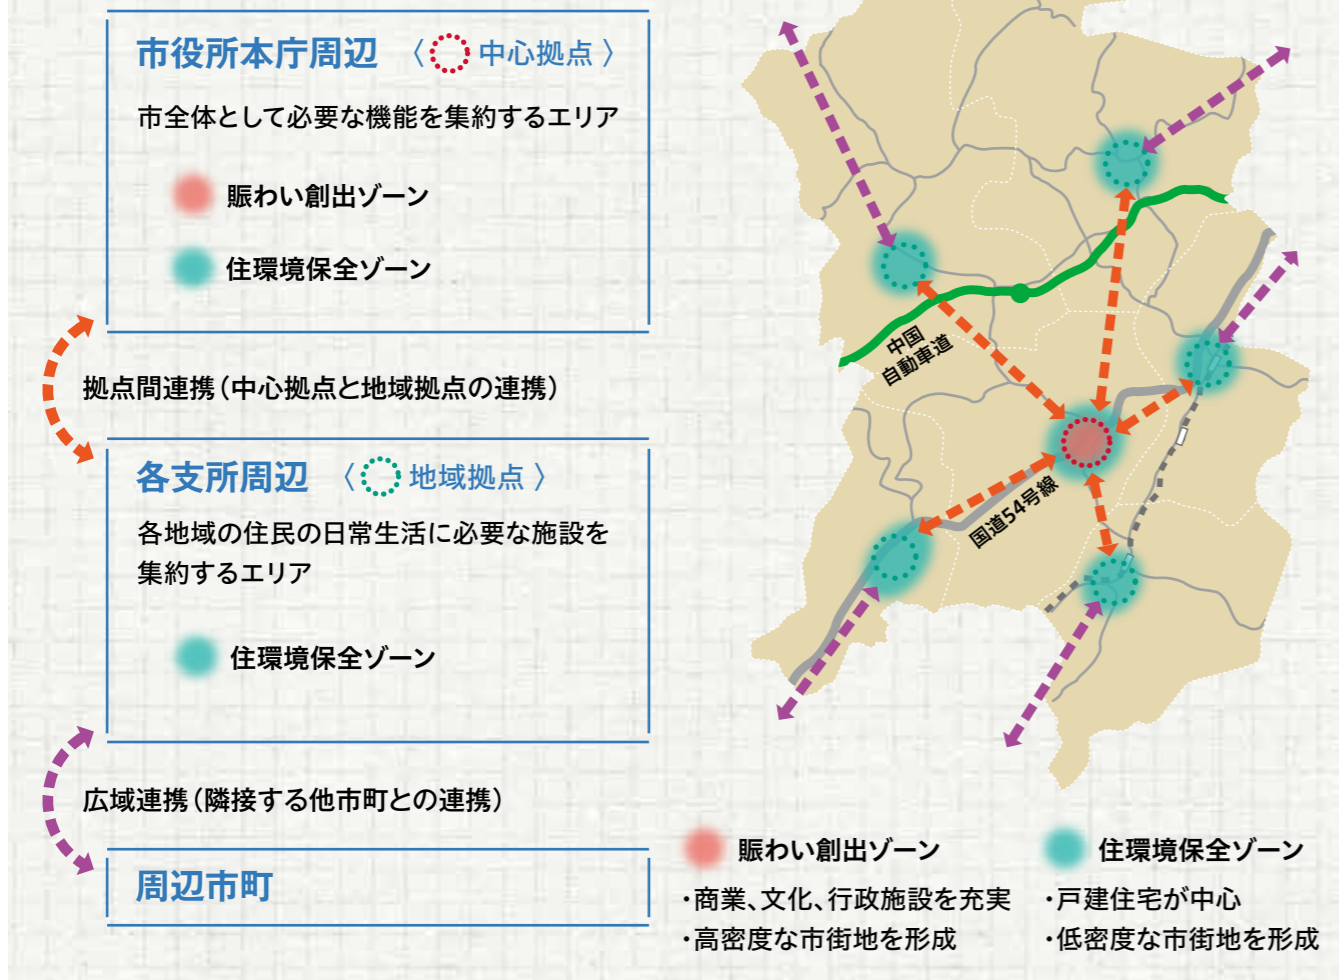 市役所本庁周辺 〈 中心拠点 〉
市全体として必要な機能を集約するエリア
賑わい創出ゾーン
住環境保全ゾーン
拠点間連携（中心拠点と地域拠点の連携）
各支所周辺 〈 地域拠点 〉
各地域の住民の日常生活に必要な施設を
集約するエリア
住環境保全ゾーン
広域連携（隣接する他市町との連携）
周辺市町
中国
自動車道
国道54号線
賑わい創出ゾーン
・商業、文化、行政施設を充実
・高密度な市街地を形成
住環境保全ゾーン
・戸建住宅が中心
・低密度な市街地を形成